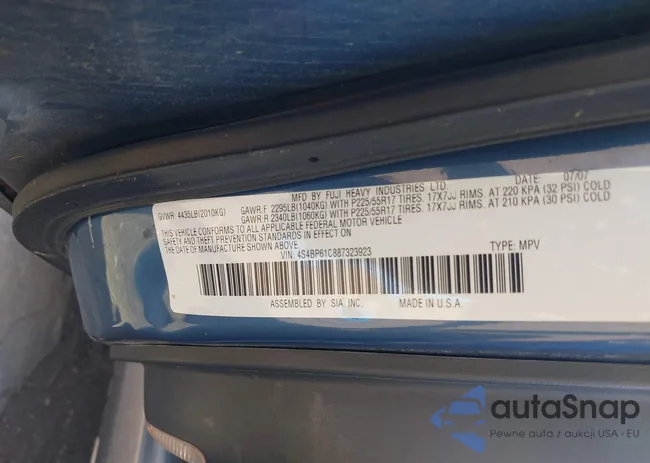 MFD BY FUJI HEAVY INDUSTRIES LTD. DATE 07/07
GVWR: 4435LB(2010KG) GAWR:F 2295LB(1040KG) WITH P225/55R17 TIRES. 17X7JJ RIMS. AT 220 KPA (32 PSI) COLD
GAWR:R 2340LB(1060KG) WITH P225/55R17 TIRES. 17X7JJ RIMS. AT 210 KPA (30 PSI) COLD
THIS VEHICLE CONFORMS TO ALL APPLICABLE FEDERAL MOTOR VEHICLE
SAFETY AND THEFT PREVENTION STANDARDS IN EFFECT ON
THE DATE OF MANUFACTURE SHOWN ABOVE.
VIN: 4S4BP61C887323923 TYPE: MPV
ASSEMBLED BY SIA INC. MADE IN U.S.A
autaSnap
Pewne auta z aukcji USA i EU